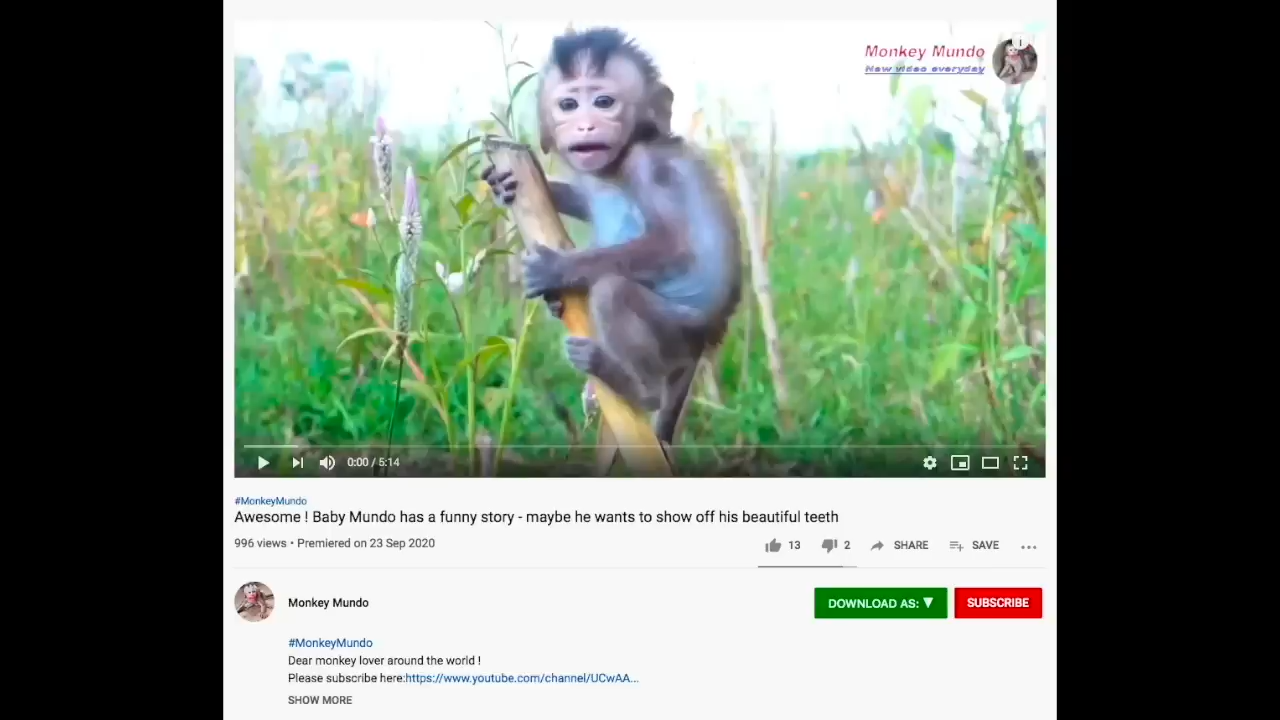 Monkey Mundo
New video everyday
0:00 / 5:14
#MonkeyMundo
Awesome ! Baby Mundo has a funny story - maybe he wants to show off his beautiful teeth
996 views • Premiered on 23 Sep 2020
13
2
SHARE
SAVE
Monkey Mundo
DOWNLOAD AS: ▼
SUBSCRIBE
#MonkeyMundo
Dear monkey lover around the world !
Please subscribe here:https://www.youtube.com/channel/UCwAA...
SHOW MORE